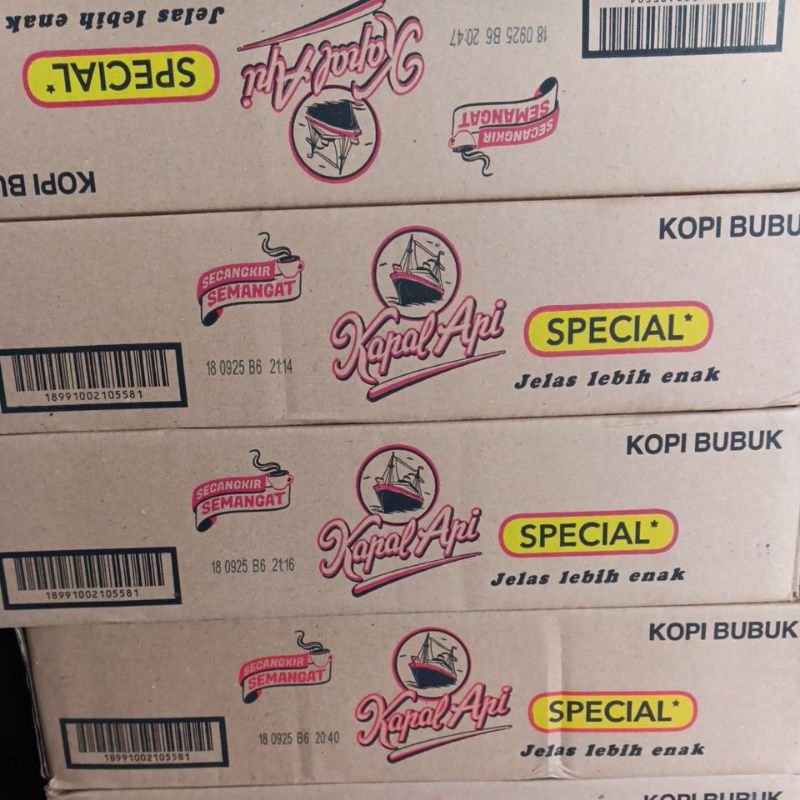 Jelas lebih enak
SPECIAL*
Kapal Api
18 0925 B6 20:47
SECANGKIR
SEMANGAT
KOPI BU
KOPI BUBU
SECANGKIR
SEMANGAT
Kapal Api
SPECIAL*
Jelas lebih enak
18 0925 B6 21:14
18991002105581
KOPI BUBUK
SECANGKIR
SEMANGAT
Kapal Api
SPECIAL*
Jelas lebih enak
18 0925 B6 21:16
18991002105581
KOPI BUBUK
SECANGKIR
SEMANGAT
Kapal Api
SPECIAL*
Jelas lebih enak
18 0925 B6 20:40
18991002105581
KOPI BUBUK